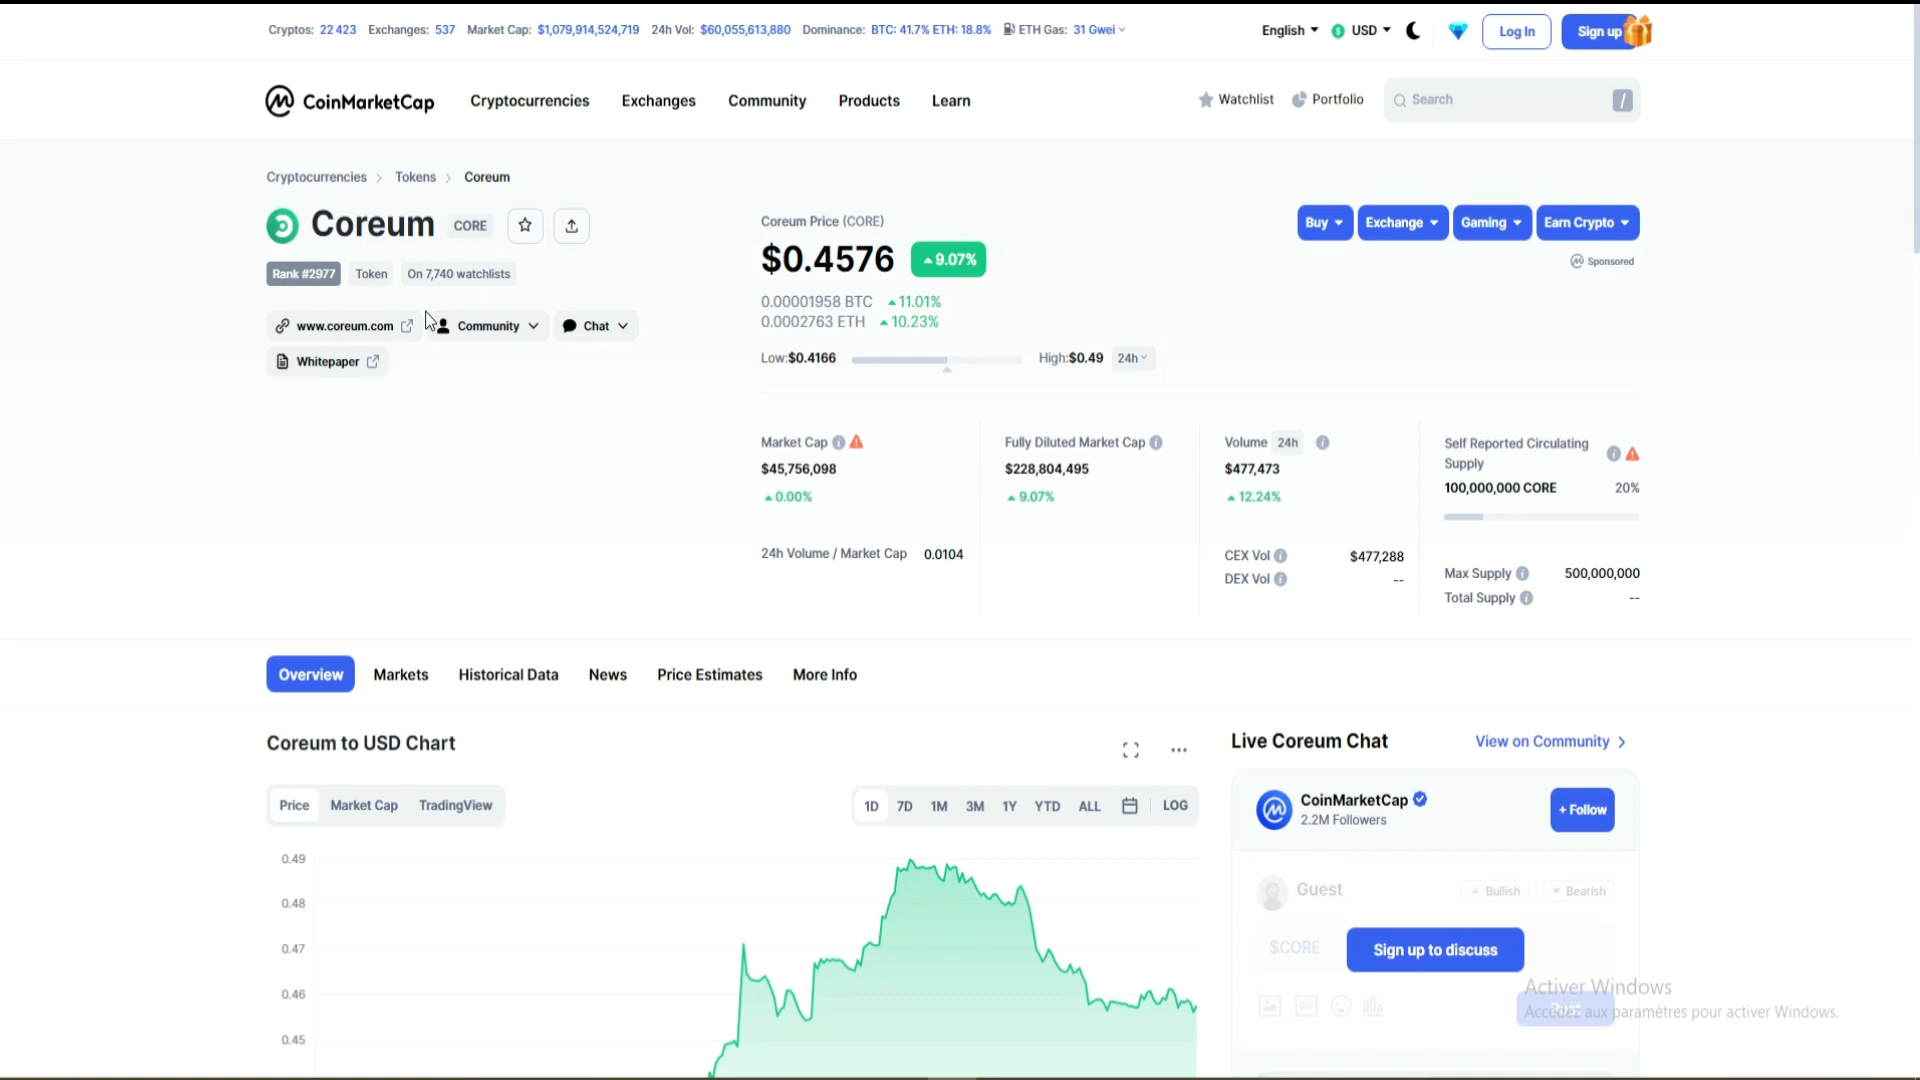 Cryptos: 22 423 Exchanges: 537 Market Cap: $1,079,914,524,719 24h Vol: $60,055,613,880 Dominance: BTC: 41.7% ETH: 18.8% ETH Gas: 31 Gwei
English USD Log In Sign up
CoinMarketCap Cryptocurrencies Exchanges Community Products Learn Watchlist Portfolio Search /
Cryptocurrencies > Tokens > Coreum
Coreum CORE
Rank #2977 Token On 7,740 watchlists
www.coreum.com Community Chat
Whitepaper
Coreum Price (CORE)
$0.4576 9.07%
0.00001958 BTC 11.01%
0.0002763 ETH 10.23%
Low:$0.4166 High:$0.49 24h
Buy Exchange Gaming Earn Crypto
Sponsored
Market Cap
$45,756,098
0.00%
24h Volume / Market Cap 0.0104
Fully Diluted Market Cap
$228,804,495
9.07%
Volume 24h
$477,473
12.24%
CEX Vol $477,288
DEX Vol --
Self Reported Circulating
Supply
100,000,000 CORE 20%
Max Supply 500,000,000
Total Supply --
Overview Markets Historical Data News Price Estimates More Info
Coreum to USD Chart
Price Market Cap TradingView
1D 7D 1M 3M 1Y YTD ALL LOG
0.49
0.48
0.47
0.46
0.45
Live Coreum Chat View on Community >
CoinMarketCap
2.2M Followers
+ Follow
Guest Bullish Bearish
$CORE Sign up to discuss
GIF
Activer Windows
Accédez aux paramètres pour activer Windows.